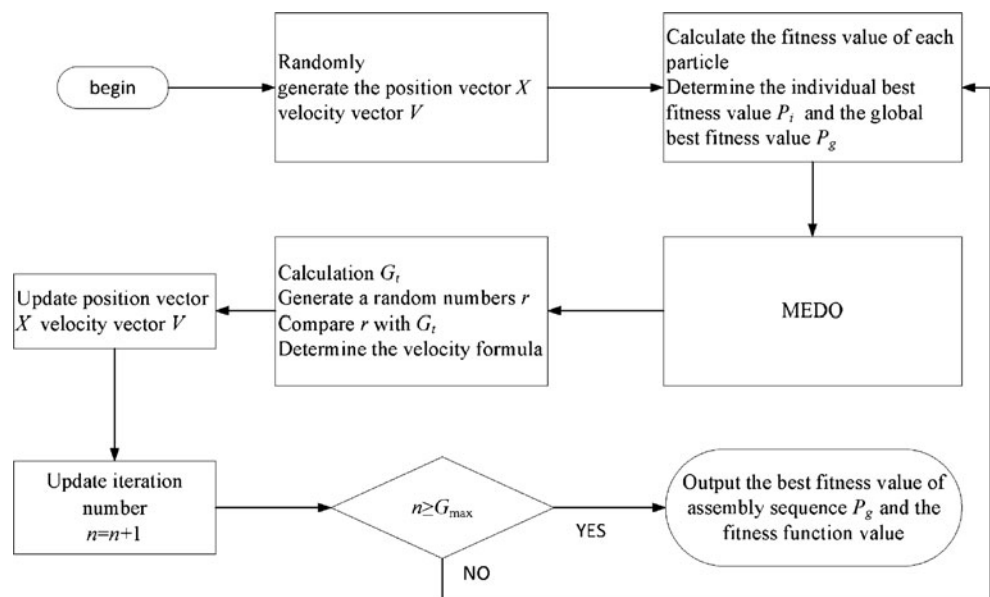 begin
Randomly
generate the position vector X
velocity vector V
Calculate the fitness value of each
particle
Determine the individual best
fitness value Pi and the global
best fitness value Pg
MEDO
Calculation Gt
Generate a random numbers r
Compare r with Gt
Determine the velocity formula
Update position vector
X velocity vector V
Update iteration
number
n=n+1
n≥Gmax
YES
NO
Output the best fitness value of
assembly sequence Pg and the
fitness function value